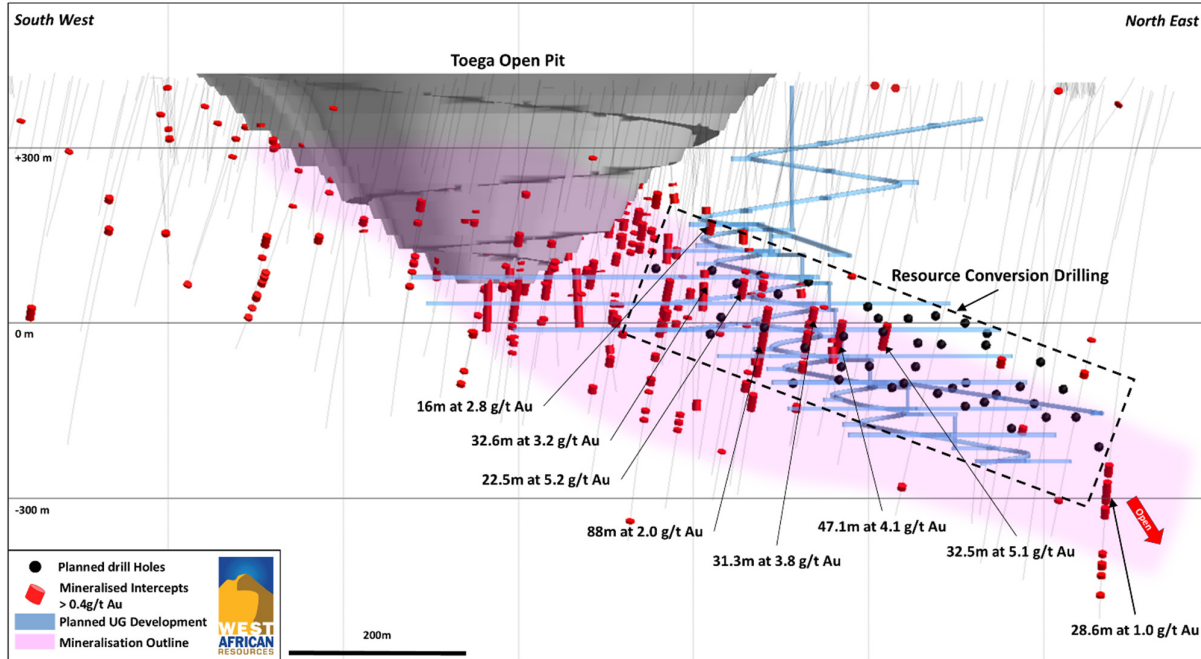 South West
North East
Toega Open Pit
+300 m
Resource Conversion Drilling
0 m
16m at 2.8 g/t Au
32.6m at 3.2 g/t Au
22.5m at 5.2 g/t Au
-300 m
88m at 2.0 g/t Au
31.3m at 3.8 g/t Au
47.1m at 4.1 g/t Au
32.5m at 5.1 g/t Au
Open
28.6m at 1.0 g/t Au
Planned drill Holes
Mineralised Intercepts
> 0.4g/t Au
Planned UG Development
Mineralisation Outline
WEST
AFRICAN
RESOURCES
200m